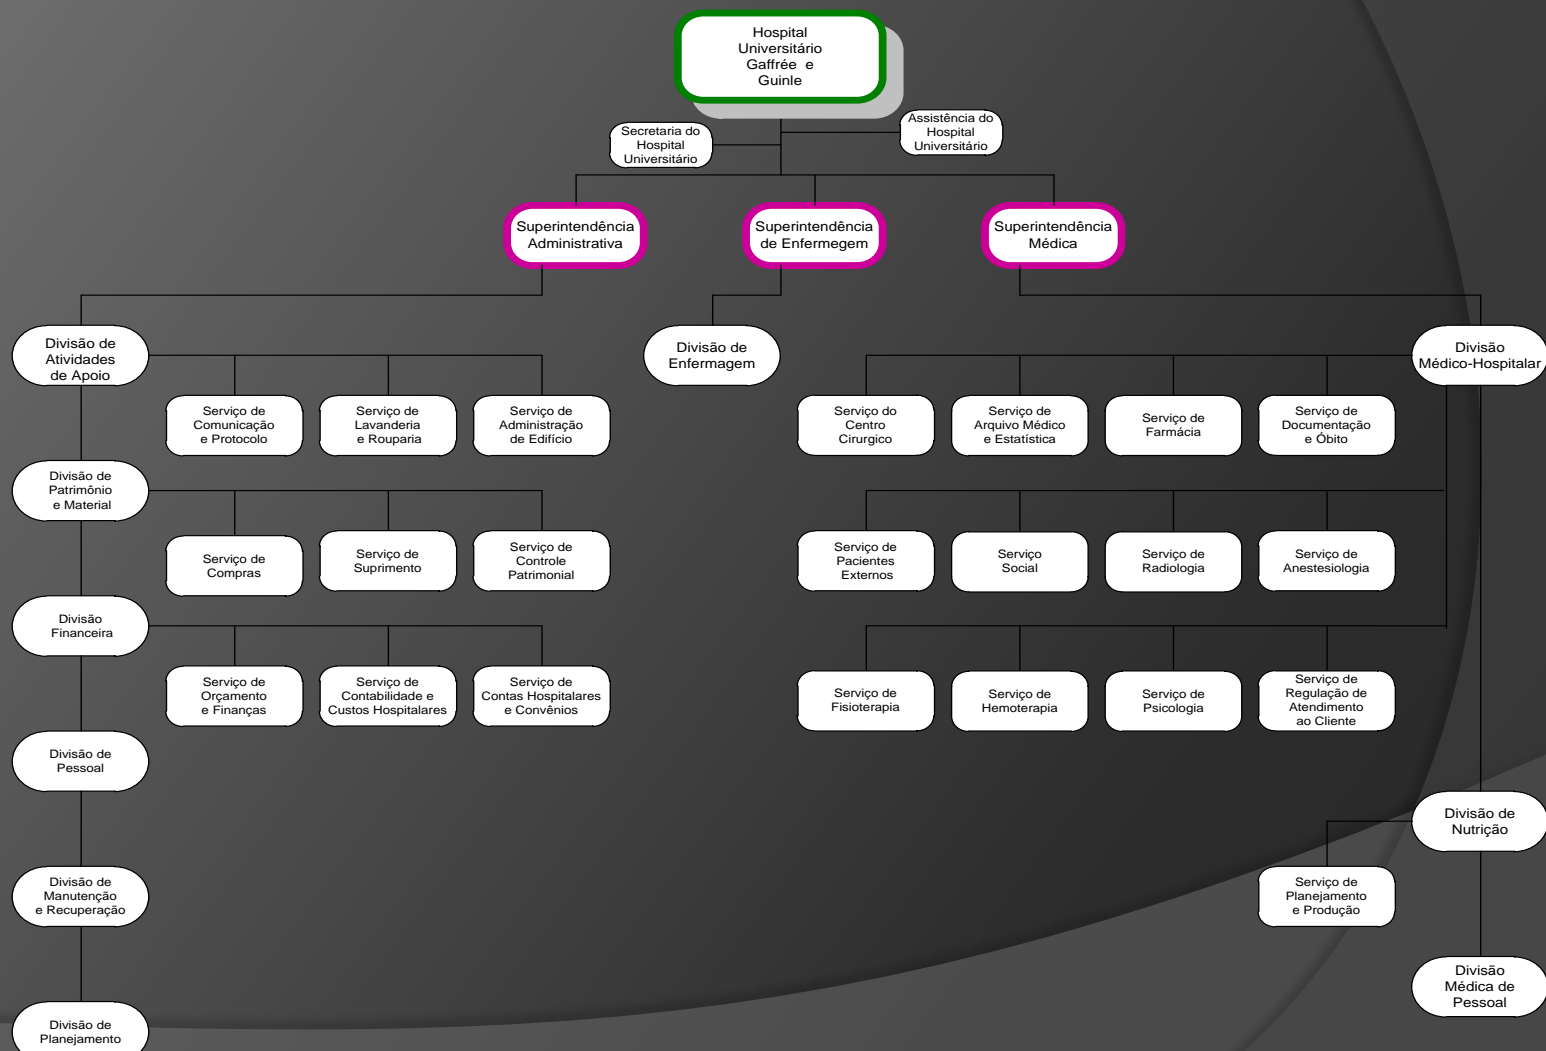 Hospital
Universitário
Gaffrée e
Guinle
Assistência do
Hospital
Universitário
Secretaria do
Hospital
Universitário
Superintendência
Administrativa
Superintendência
de Enfermegem
Superintendência
Médica
Divisão de
Atividades
de Apoio
Divisão de
Enfermagem
Divisão
Médico-Hospitalar
Serviço de
Comunicação
e Protocolo
Serviço de
Lavanderia
e Rouparia
Serviço de
Administração
de Edifício
Serviço do
Centro
Cirurgico
Serviço de
Arquivo Médico
e Estatística
Serviço de
Farmácia
Serviço de
Documentação
e Óbito
Divisão de
Patrimônio
e Material
Serviço de
Compras
Serviço de
Suprimento
Serviço de
Controle
Patrimonial
Serviço de
Pacientes
Externos
Serviço
Social
Serviço de
Radiologia
Serviço de
Anestesiologia
Divisão
Financeira
Serviço de
Orçamento
e Finanças
Serviço de
Contabilidade e
Custos Hospitalares
Serviço de
Contas Hospitalares
e Convênios
Serviço de
Fisioterapia
Serviço de
Hemoterapia
Serviço de
Psicologia
Serviço de
Regulação de
Atendimento
ao Cliente
Divisão de
Pessoal
Divisão de
Nutrição
Divisão de
Manutenção
e Recuperação
Serviço de
Planejamento
e Produção
Divisão
Médica de
Pessoal
Divisão de
Planejamento